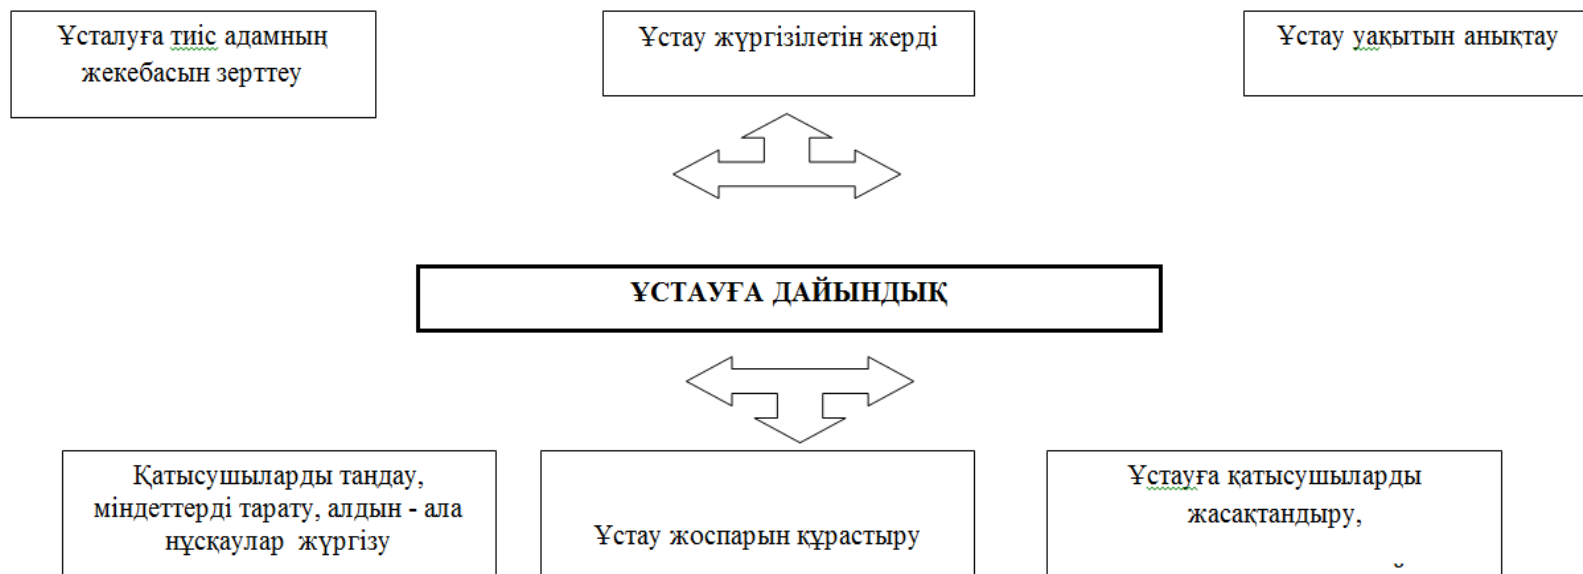 Ұсталуға тиіс адамның
жекебасын зерттеу
Ұстау жүргізілетін жерді
Ұстау уақытын анықтау
ҰСТАУҒА ДАЙЫНДЫҚ
Қатысушыларды таңдау,
міндеттерді тарату, алдын - ала
нұсқаулар жүргізу
Ұстау жоспарын құрастыру
Ұстауға қатысушыларды
жасақтандыру,